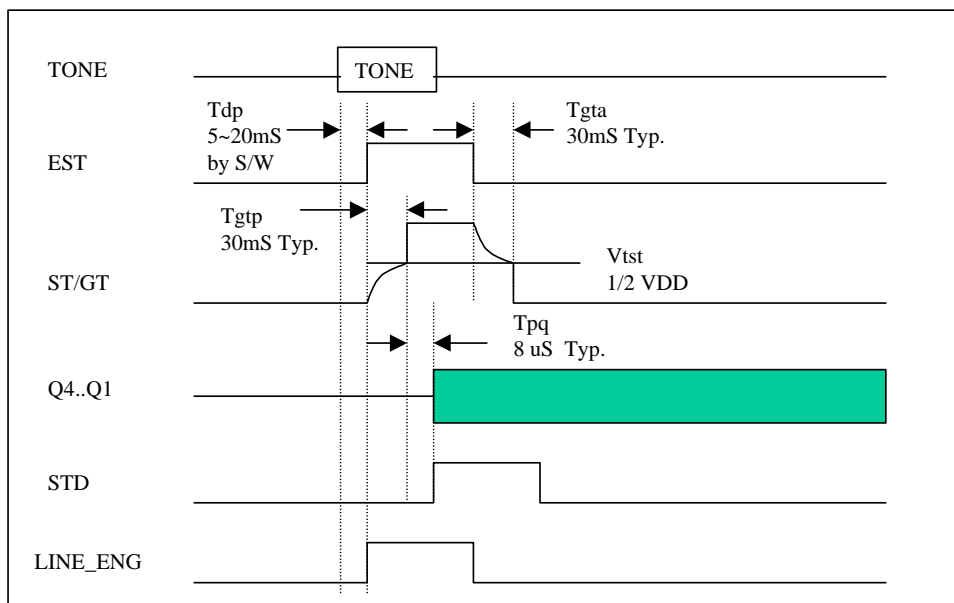 TONE
TONE
Tdp
5~20mS
by S/W
Tgta
30mS Typ.
EST
Tgtp
30mS Typ.
Vtst
1/2 VDD
ST/GT
Tpq
8 uS Typ.
Q4..Q1
STD
LINE_ENG